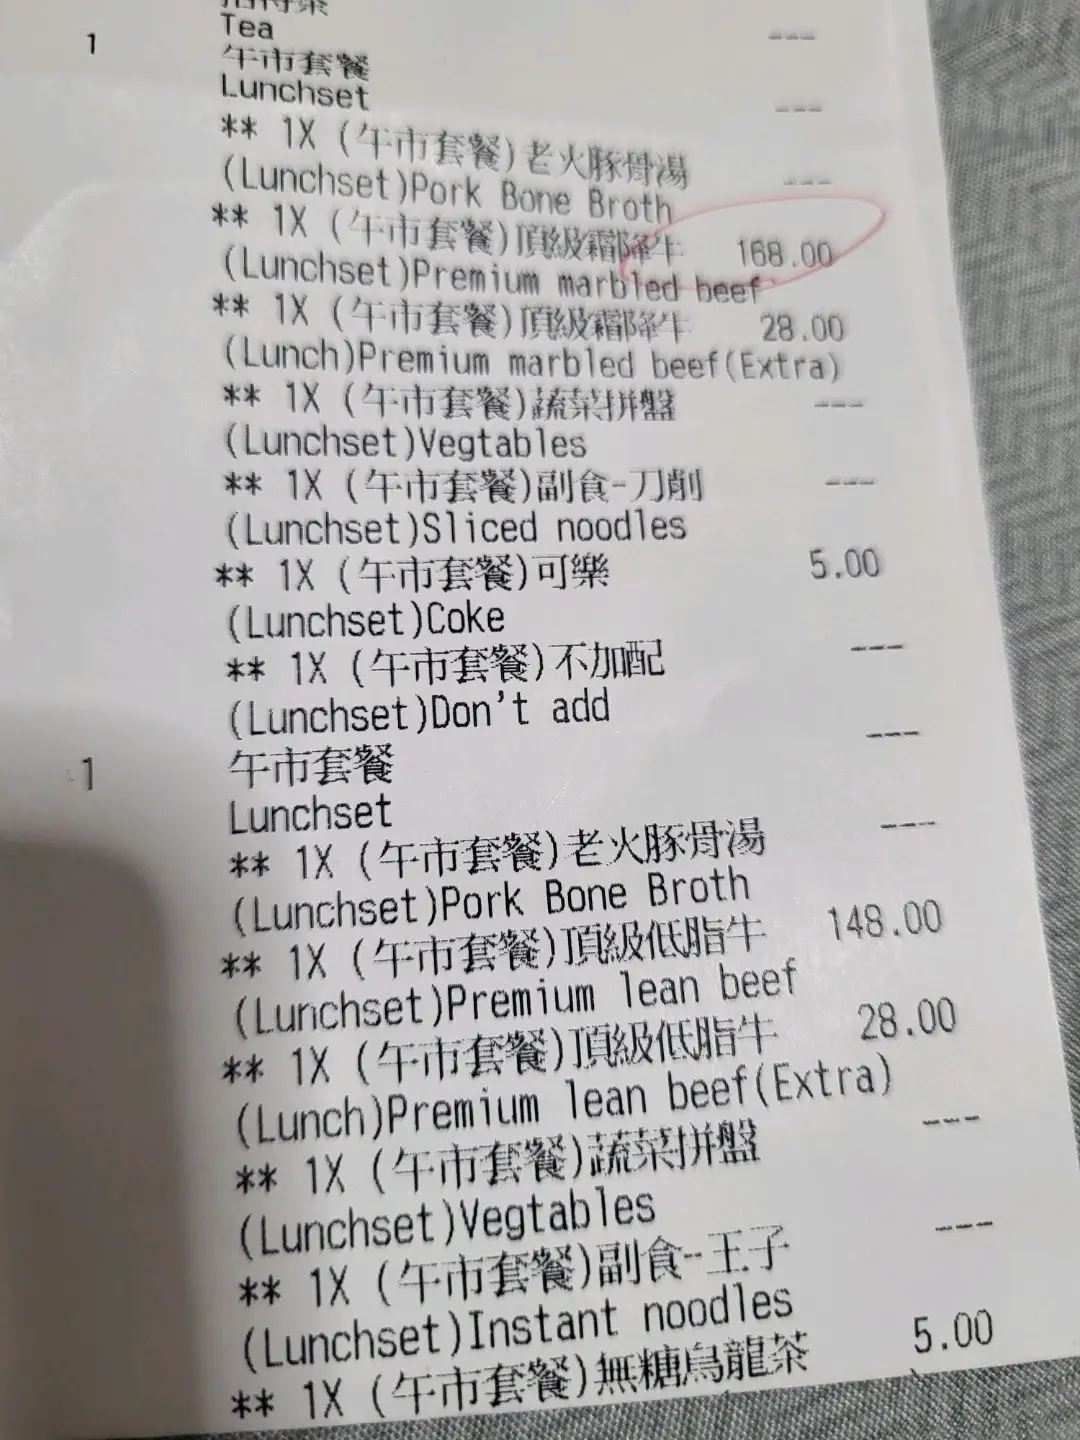 招待茶
Tea ---
1 午市套餐
Lunchset ---
** 1X (午市套餐)老火豚骨湯 ---
(Lunchset)Pork Bone Broth
** 1X (午市套餐)頂級霜降牛 168.00
(Lunchset)Premium marbled beef
** 1X (午市套餐)頂級霜降牛 28.00
(Lunch)Premium marbled beef(Extra)
** 1X (午市套餐)蔬菜拼盤 ---
(Lunchset)Vegtables
** 1X (午市套餐)副食-刀削 ---
(Lunchset)Sliced noodles
** 1X (午市套餐)可樂 5.00
(Lunchset)Coke
** 1X (午市套餐)不加配 ---
(Lunchset)Don't add
1 午市套餐 ---
Lunchset
** 1X (午市套餐)老火豚骨湯 ---
(Lunchset)Pork Bone Broth
** 1X (午市套餐)頂級低脂牛 148.00
(Lunchset)Premium lean beef
** 1X (午市套餐)頂級低脂牛 28.00
(Lunch)Premium lean beef(Extra)
** 1X (午市套餐)蔬菜拼盤 ---
(Lunchset)Vegtables
** 1X (午市套餐)副食--王子 ---
(Lunchset)Instant noodles
** 1X (午市套餐)無糖烏龍茶 5.00